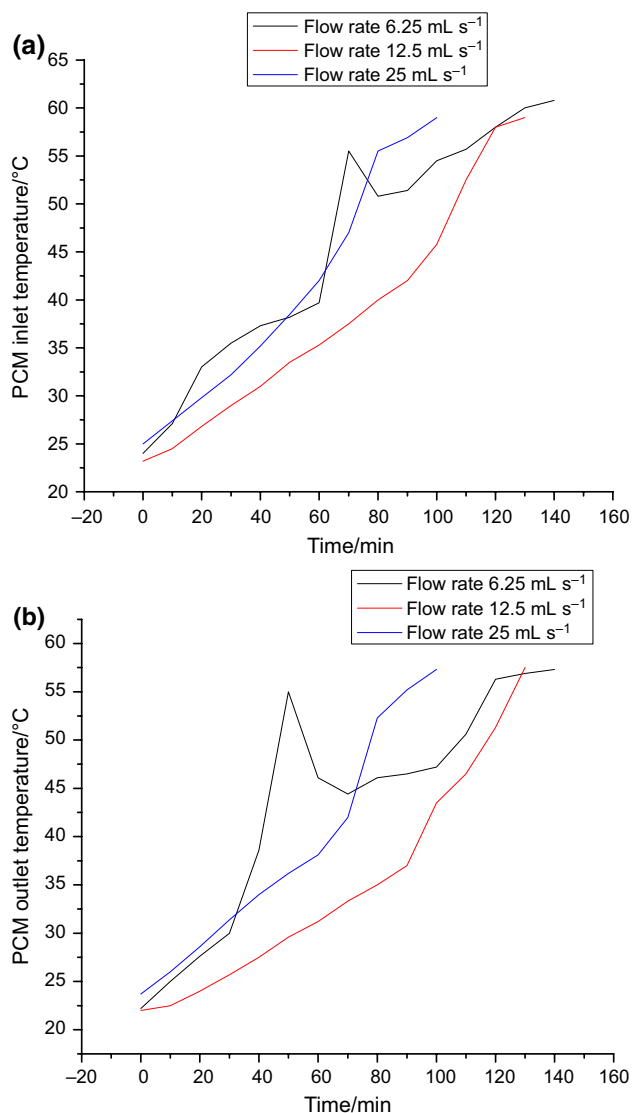 (a)
Flow rate 6.25 mL s⁻¹
Flow rate 12.5 mL s⁻¹
Flow rate 25 mL s⁻¹
65
60
55
50
45
40
35
30
25
20
PCM inlet temperature/°C
–20 0 20 40 60 80 100 120 140 160
Time/min
(b)
Flow rate 6.25 mL s⁻¹
Flow rate 12.5 mL s⁻¹
Flow rate 25 mL s⁻¹
60
55
50
45
40
35
30
25
20
PCM outlet temperature/°C
–20 0 20 40 60 80 100 120 140 160
Time/min